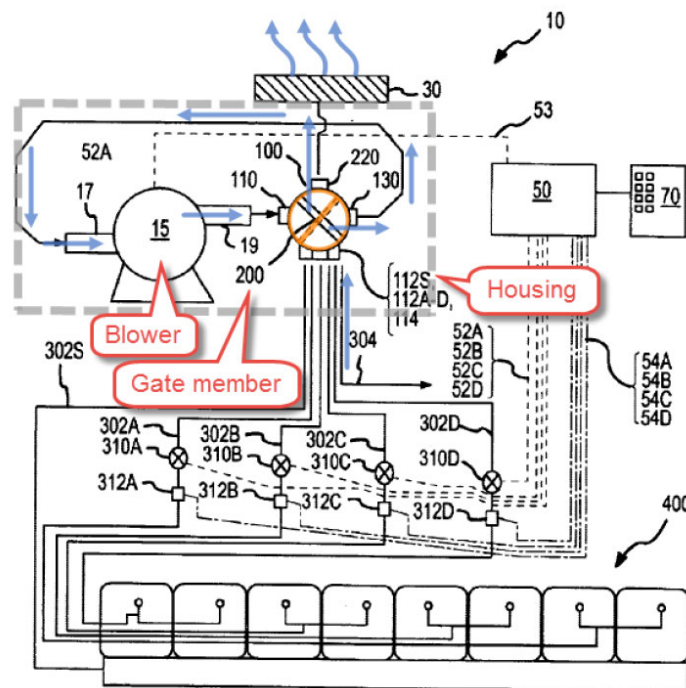 10
30
53
52A
100
220
110
130
17
50
70
15
19
200
112S
112A-D,
114
Housing
Blower
Gate member
304
302S
52A
52B
52C
52D
54A
54B
54C
54D
302A
302B
302C
302D
310A
310B
310C
310D
312A
312B
312C
312D
400